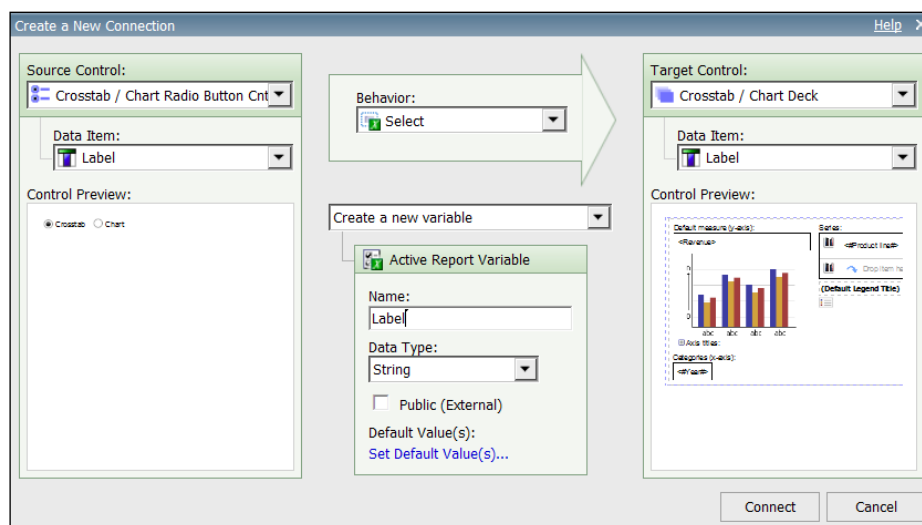 Create a New Connection
Help
Source Control:
Crosstab / Chart Radio Button Cnt
Data Item:
Label
Control Preview:
Crosstab
Chart
Behavior:
Select
Create a new variable
Active Report Variable
Name:
Label
Data Type:
String
Public (External)
Default Value(s):
Set Default Value(s)...
Target Control:
Crosstab / Chart Deck
Data Item:
Label
Control Preview:
Default measure (y-axis):
<Revenue>
Series:
<#Product line#>
Drop item he
(Default Legend Title)
abc abc abc abc
Axis titles:
Categories (x-axis):
<#Year#>
Connect
Cancel